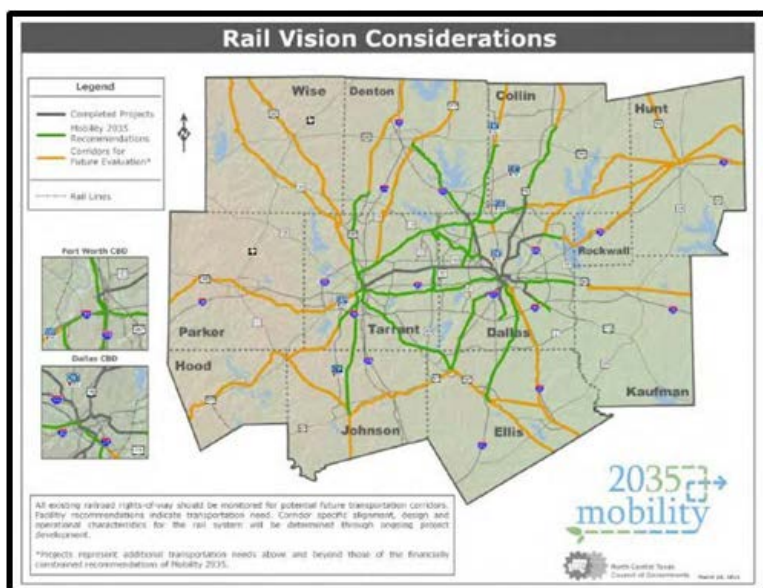 Rail Vision Considerations
Legend
Completed Projects
Mobility 2035
Recommendations
Corridors for
Future Evaluation*
Rail Lines
Wise
Denton
Collin
Hunt
Fort Worth CBD
Rockwall
Parker
Tarrant
Dallas
Hood
Dallas CBD
Kaufman
Johnson
Ellis
2035
mobility
All existing railroad rights-of-way should be monitored for potential future transportation corridors.
Facility recommendations indicate transportation need. Corridor specific alignment, design and
operational characteristics for the rail system will be determined through ongoing project
development.
*Projects represent additional transportation needs above and beyond those of the financially
constrained recommendations of Mobility 2035.
North Central Texas
Council of Governments